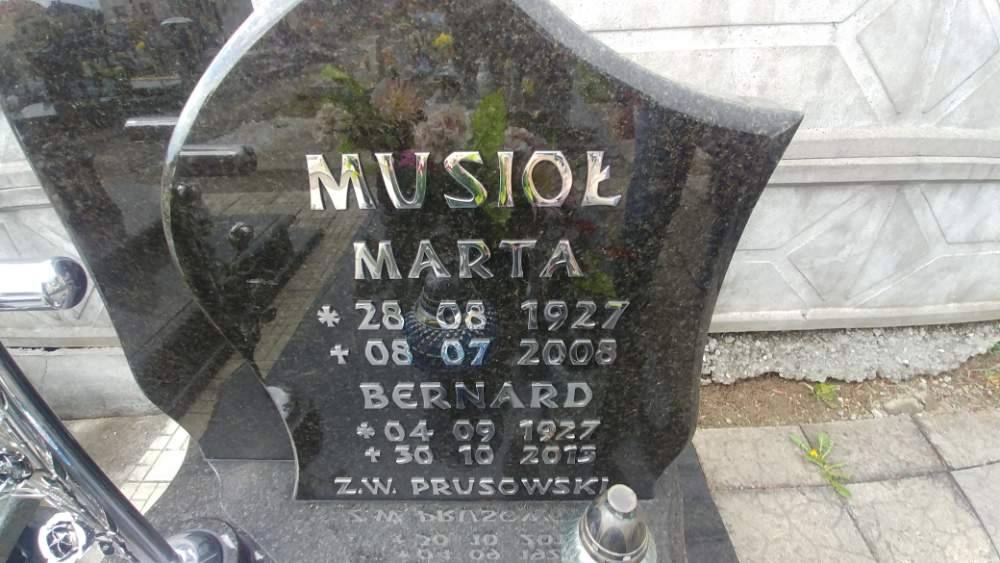 MUSIOŁ
MARTA
* 28 08 1927
+ 08 07 2008
BERNARD
* 04 09 1927
+ 30 10 2015
Z.W. PRUSOWSKI